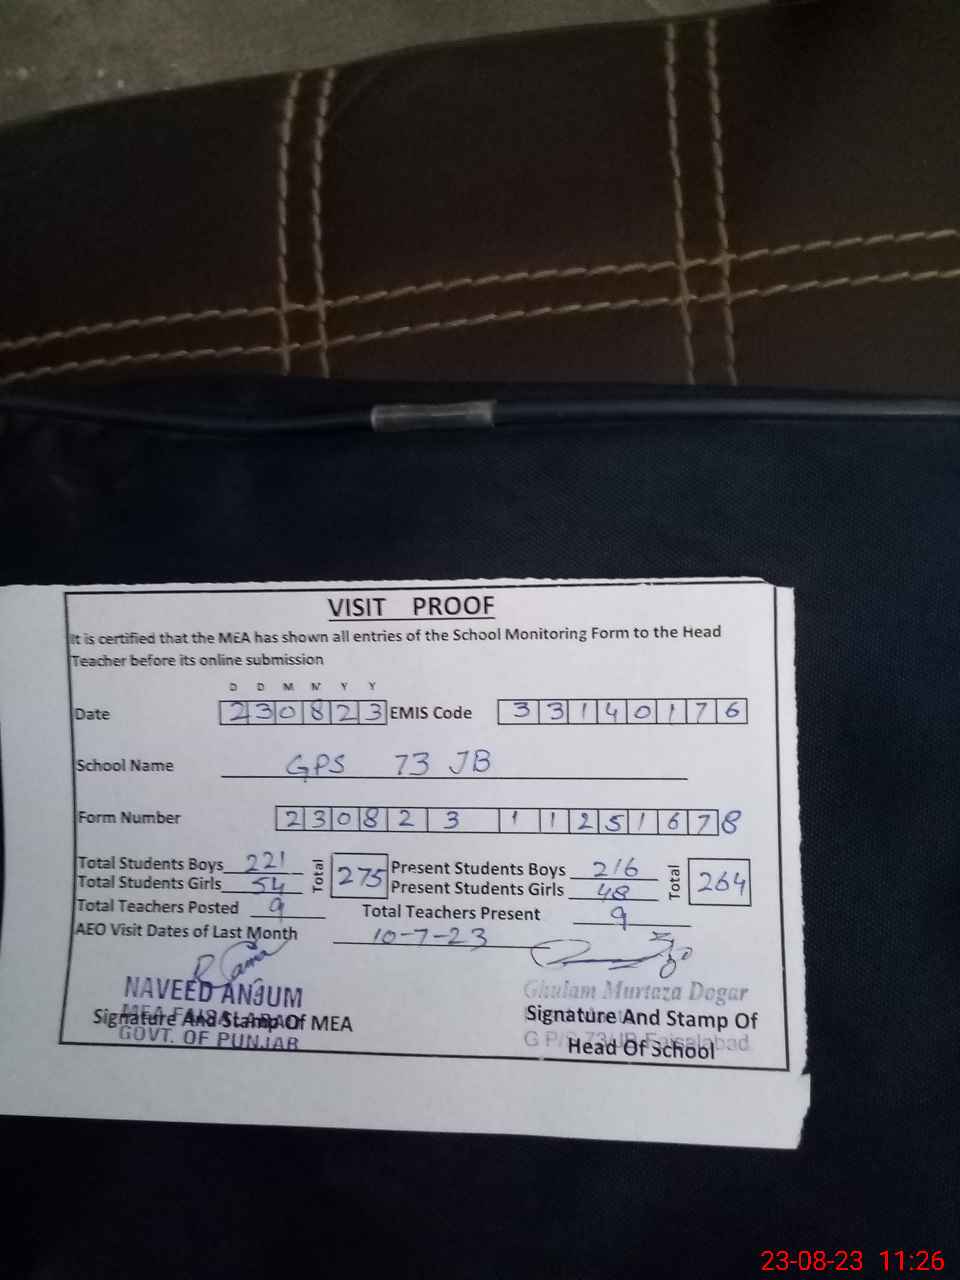 VISIT PROOF
It is certified that the MEA has shown all entries of the School Monitoring Form to the Head
Teacher before its online submission
D D M M Y Y
Date 230823 EMIS Code 33140176
School Name GPS 73 JB
Form Number 23082311251678
Total Students Boys 221 Total 275 Present Students Boys 216 Total 264
Total Students Girls 54 Present Students Girls 48
Total Teachers Posted 9 Total Teachers Present 9
AEO Visit Dates of Last Month 10-7-23
NAVEED ANJUM Ghulam Murtaza Dogar
Signature And Stamp Of MEA Signature And Stamp Of
GOVT. OF PUNJAB Head Of School
G P/S 73/JB Faisalabad
23-08-23 11:26